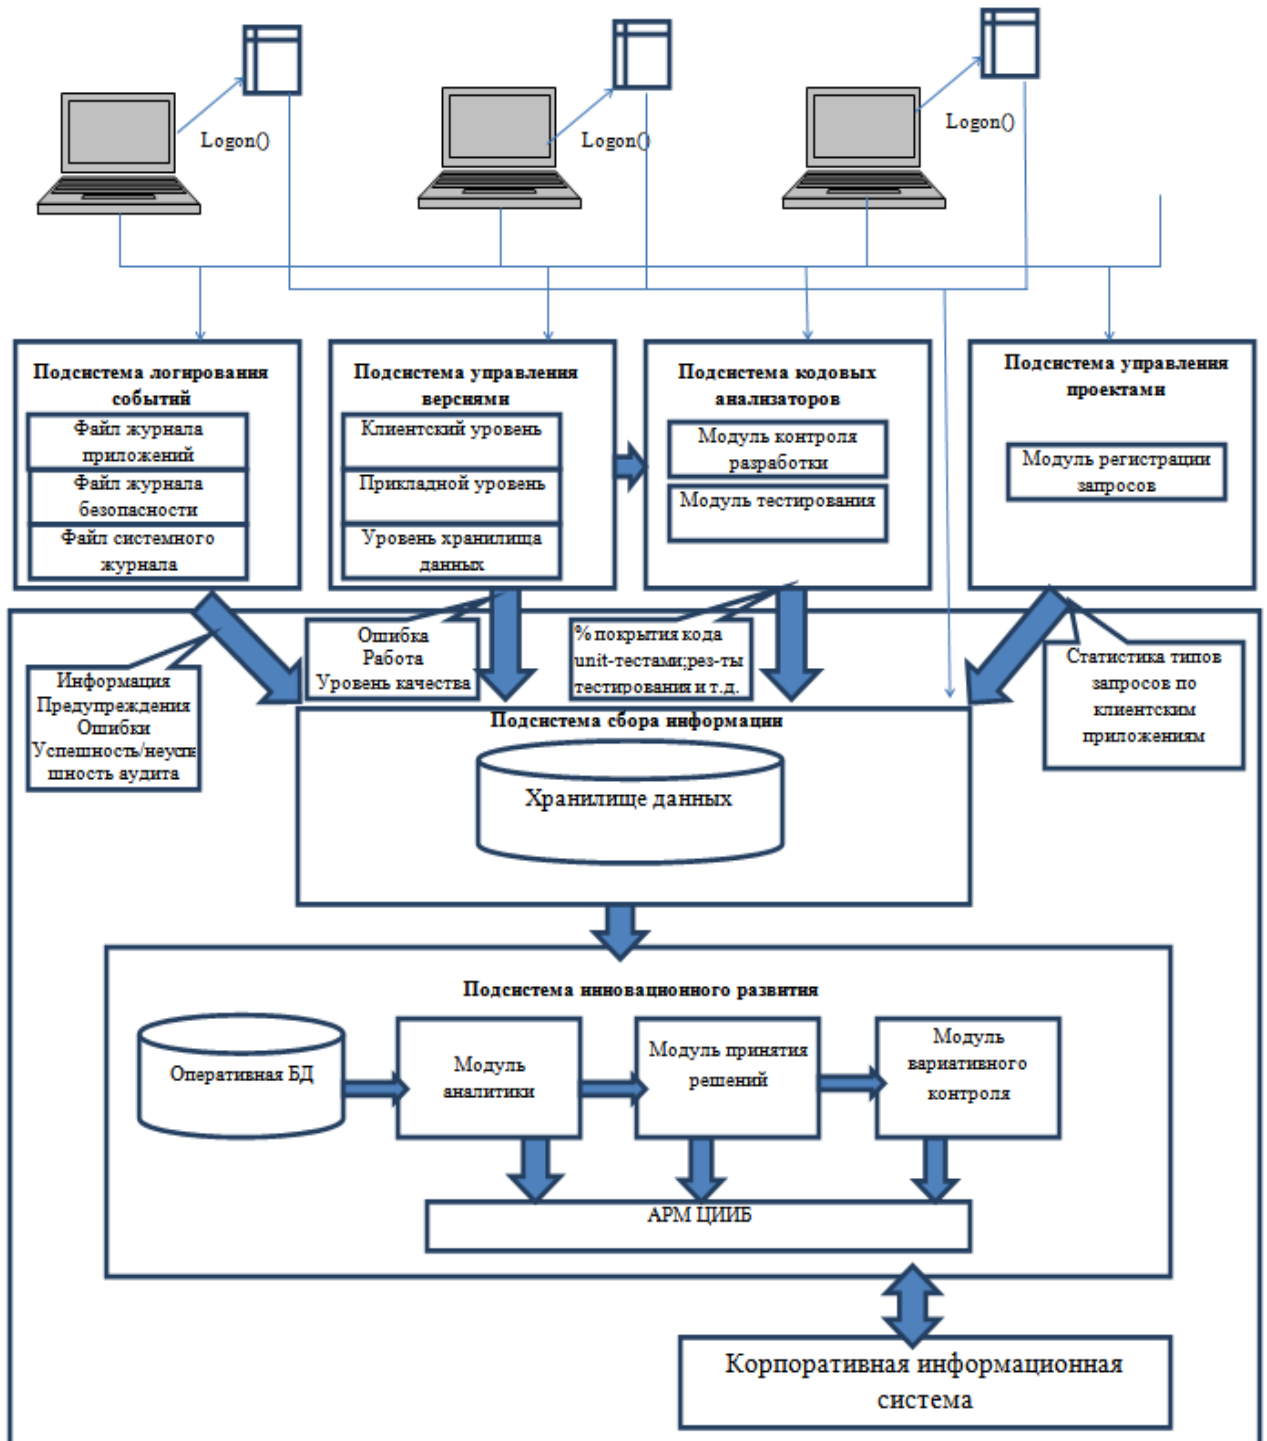 Logon()
Logon()
Logon()
Подсистема логирования
событий
Файл журнала
приложений
Файл журнала
безопасности
Файл системного
журнала
Подсистема управления
версиями
Клиентский уровень
Прикладной уровень
Уровень хранилища
данных
Подсистема кодовых
анализаторов
Модуль контроля
разработки
Модуль тестирования
Подсистема управления
проектами
Модуль регистрации
запросов
Информация
Предупреждения
Ошибки
Успешность/неуспе
шность аудита
Ошибка
Работа
Уровень качества
% покрытия кода
unit-тестами;рез-ты
тестирования и т.д.
Статистика типов
запросов по
клиентским
приложениям
Подсистема сбора информации
Хранилище данных
Подсистема инновационного развития
Оперативная БД
Модуль
аналитики
Модуль принятия
решений
Модуль
вариативного
контроля
АРМ ЦИИБ
Корпоративная информационная
система